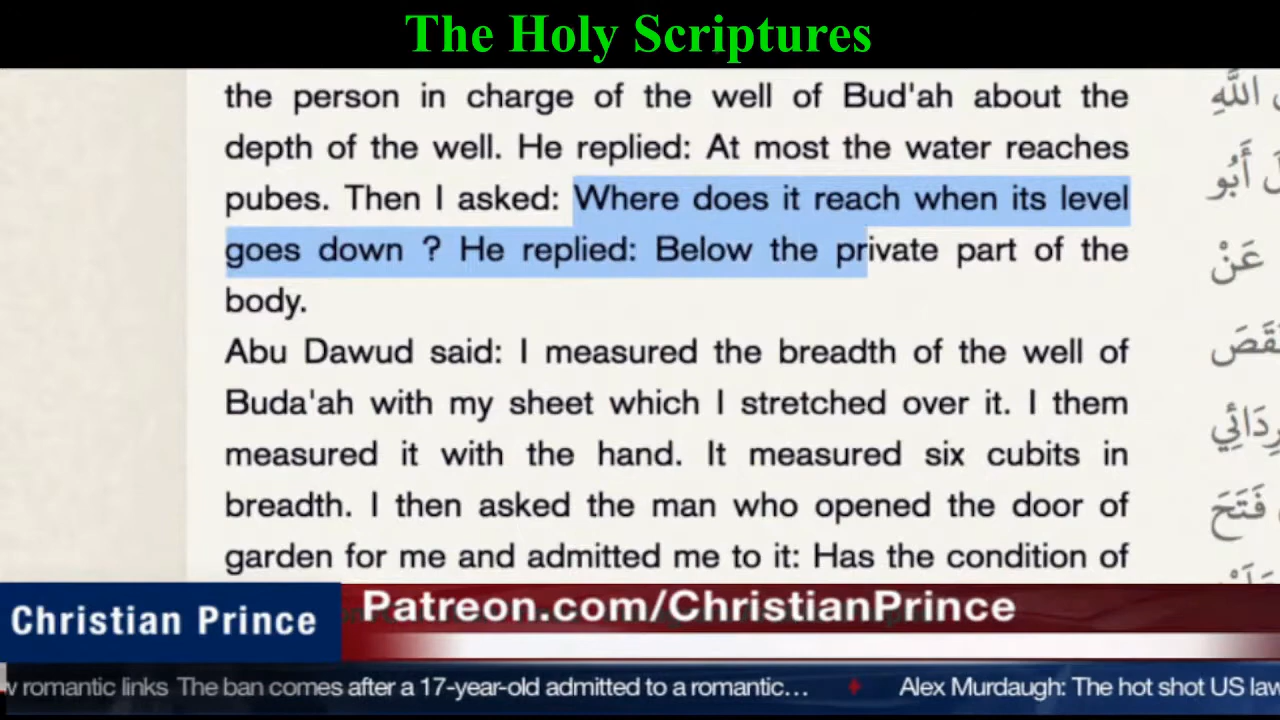 The Holy Scriptures
the person in charge of the well of Bud'ah about the
depth of the well. He replied: At most the water reaches
pubes. Then I asked: Where does it reach when its level
goes down ? He replied: Below the private part of the
body.
Abu Dawud said: I measured the breadth of the well of
Buda'ah with my sheet which I stretched over it. I them
measured it with the hand. It measured six cubits in
breadth. I then asked the man who opened the door of
garden for me and admitted me to it: Has the condition of
اللَّهِ
أَبُو
عَنْ
Christian Prince
Patreon.com/ChristianPrince
romantic links The ban comes after a 17-year-old admitted to a romantic… Alex Murdaugh: The hot shot US